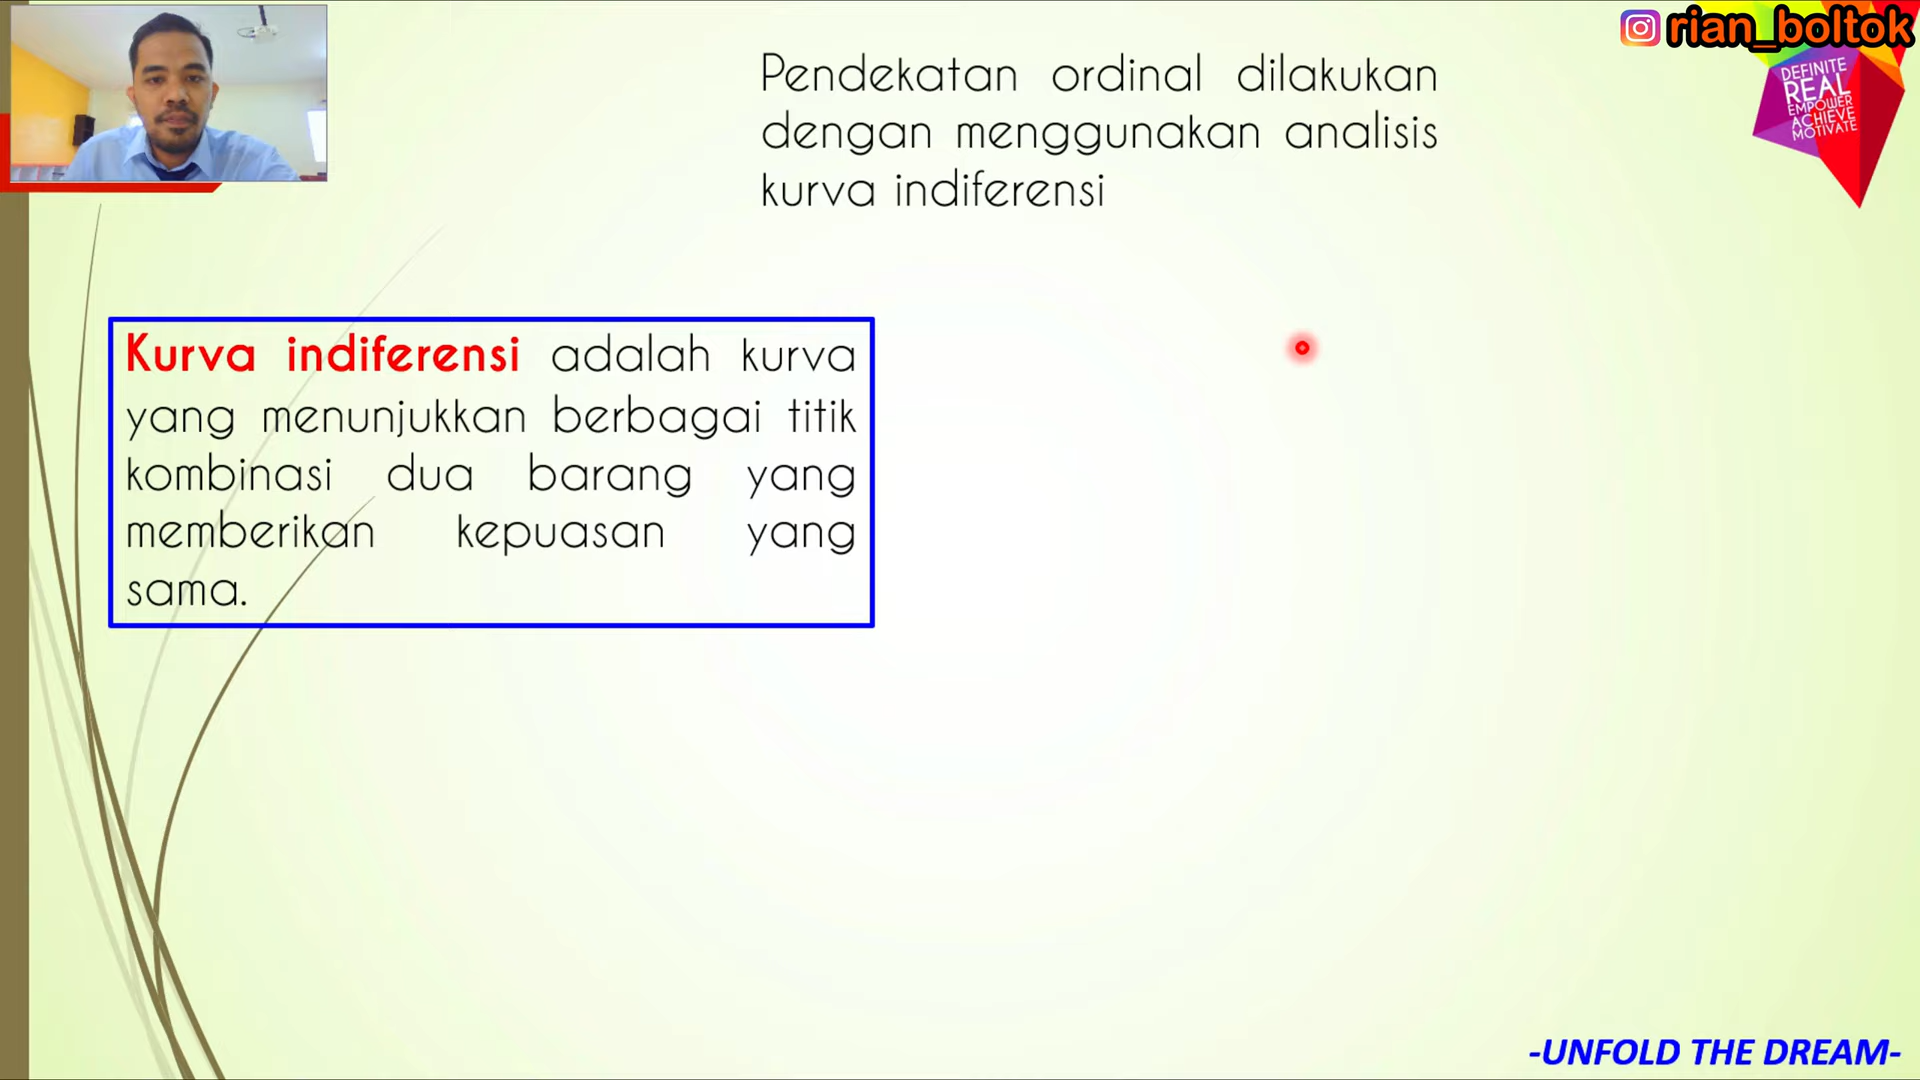 rian_boltok
DEFINITE
REAL
EMPOWER
ACHIEVE
MOTIVATE
Pendekatan ordinal dilakukan
dengan menggunakan analisis
kurva indiferensi
Kurva indiferensi adalah kurva
yang menunjukkan berbagai titik
kombinasi dua barang yang
memberikan kepuasan yang
sama.
-UNFOLD THE DREAM-